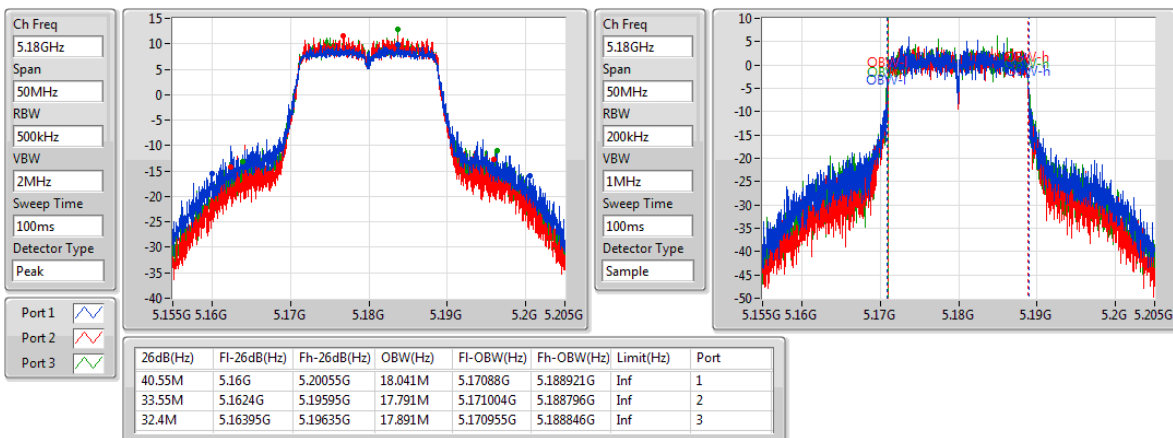 Ch Freq
5.18GHz
Span
50MHz
RBW
500kHz
VBW
2MHz
Sweep Time
100ms
Detector Type
Peak
Port 1
Port 2
Port 3
15
10
5
0
-5
-10
-15
-20
-25
-30
-35
-40
5.155G 5.16G 5.17G 5.18G 5.19G 5.2G 5.205G
Ch Freq
5.18GHz
Span
50MHz
RBW
200kHz
VBW
1MHz
Sweep Time
100ms
Detector Type
Sample
10
5
0
-5
-10
-15
-20
-25
-30
-35
-40
-45
-50
5.155G 5.16G 5.17G 5.18G 5.19G 5.2G 5.205G
26dB(Hz) Fl-26dB(Hz) Fh-26dB(Hz) OBW(Hz) Fl-OBW(Hz) Fh-OBW(Hz) Limit(Hz) Port
40.55M 5.16G 5.20055G 18.041M 5.17088G 5.188921G Inf 1
33.55M 5.1624G 5.19595G 17.791M 5.171004G 5.188796G Inf 2
32.4M 5.16395G 5.19635G 17.891M 5.170955G 5.188846G Inf 3